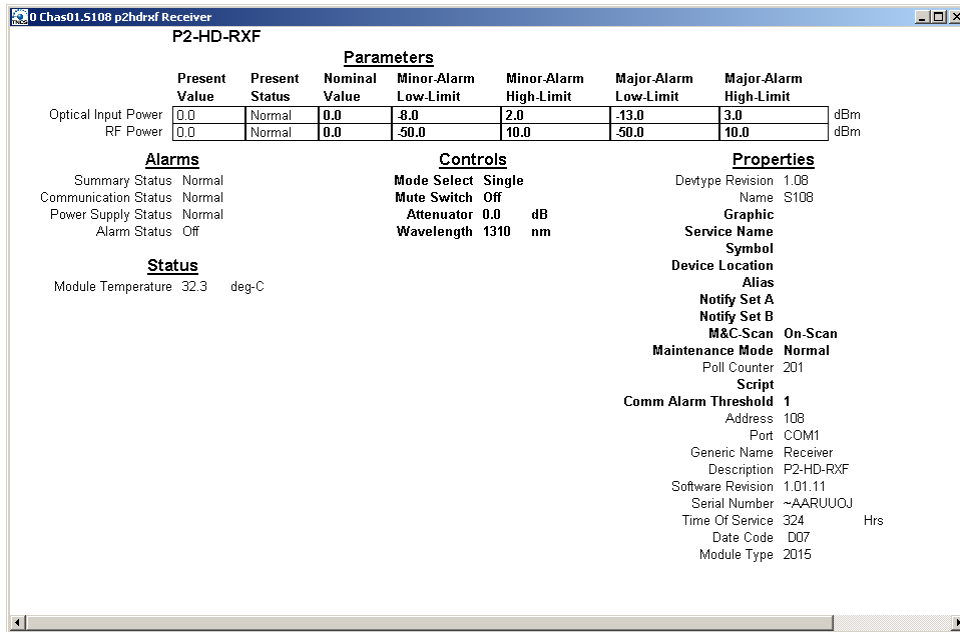 0 Chas01.S108 p2hdrxf Receiver
P2-HD-RXF
Parameters
Present Present Nominal Minor-Alarm Minor-Alarm Major-Alarm Major-Alarm
Value Status Value Low-Limit High-Limit Low-Limit High-Limit
Optical Input Power 0.0 Normal 0.0 -8.0 2.0 -13.0 3.0 dBm
RF Power 0.0 Normal 0.0 -50.0 10.0 -50.0 10.0 dBm
Alarms Controls Properties
Summary Status Normal Mode Select Single Devtype Revision 1.08
Communication Status Normal Mute Switch Off Name S108
Power Supply Status Normal Attenuator 0.0 dB Graphic
Alarm Status Off Wavelength 1310 nm Service Name
Symbol
Status Device Location
Module Temperature 32.3 deg-C Alias
Notify Set A
Notify Set B
M&C-Scan On-Scan
Maintenance Mode Normal
Poll Counter 201
Script
Comm Alarm Threshold 1
Address 108
Port COM1
Generic Name Receiver
Description P2-HD-RXF
Software Revision 1.01.11
Serial Number ~AARUUOJ
Time Of Service 324 Hrs
Date Code D07
Module Type 2015